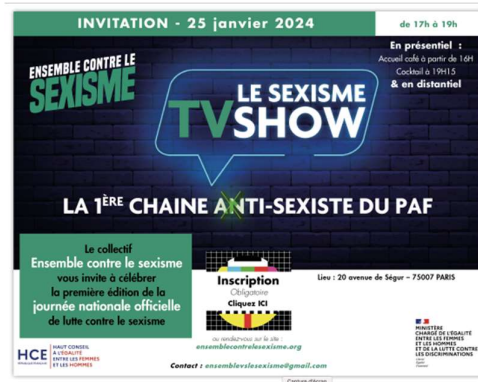 INVITATION - 25 janvier 2024
de 17h à 19h
En présentiel :
Accueil café à partir de 16H
Cocktail à 19H15
& en distantiel
ENSEMBLE CONTRE LE
SEXISME
LE SEXISME
TV SHOW
LA 1ÈRE CHAINE ANTI-SEXISTE DU PAF
Le collectif
Ensemble contre le sexisme
vous invite à célébrer
la première édition de la
journée nationale officielle
de lutte contre le sexisme
Inscription
Obligatoire
Cliquez ICI
ou rendez-vous sur le site :
ensemblecontrelesexisme.org
Lieu : 20 avenue de Ségur – 75007 PARIS
HCE
HAUT CONSEIL
À L'ÉGALITÉ
ENTRE LES FEMMES
ET LES HOMMES
Contact : ensemblevslesexisme@gmail.com
MINISTÈRE
CHARGÉ DE L'ÉGALITÉ
ENTRE LES FEMMES
ET LES HOMMES
ET DE LA LUTTE CONTRE
LES DISCRIMINATIONS